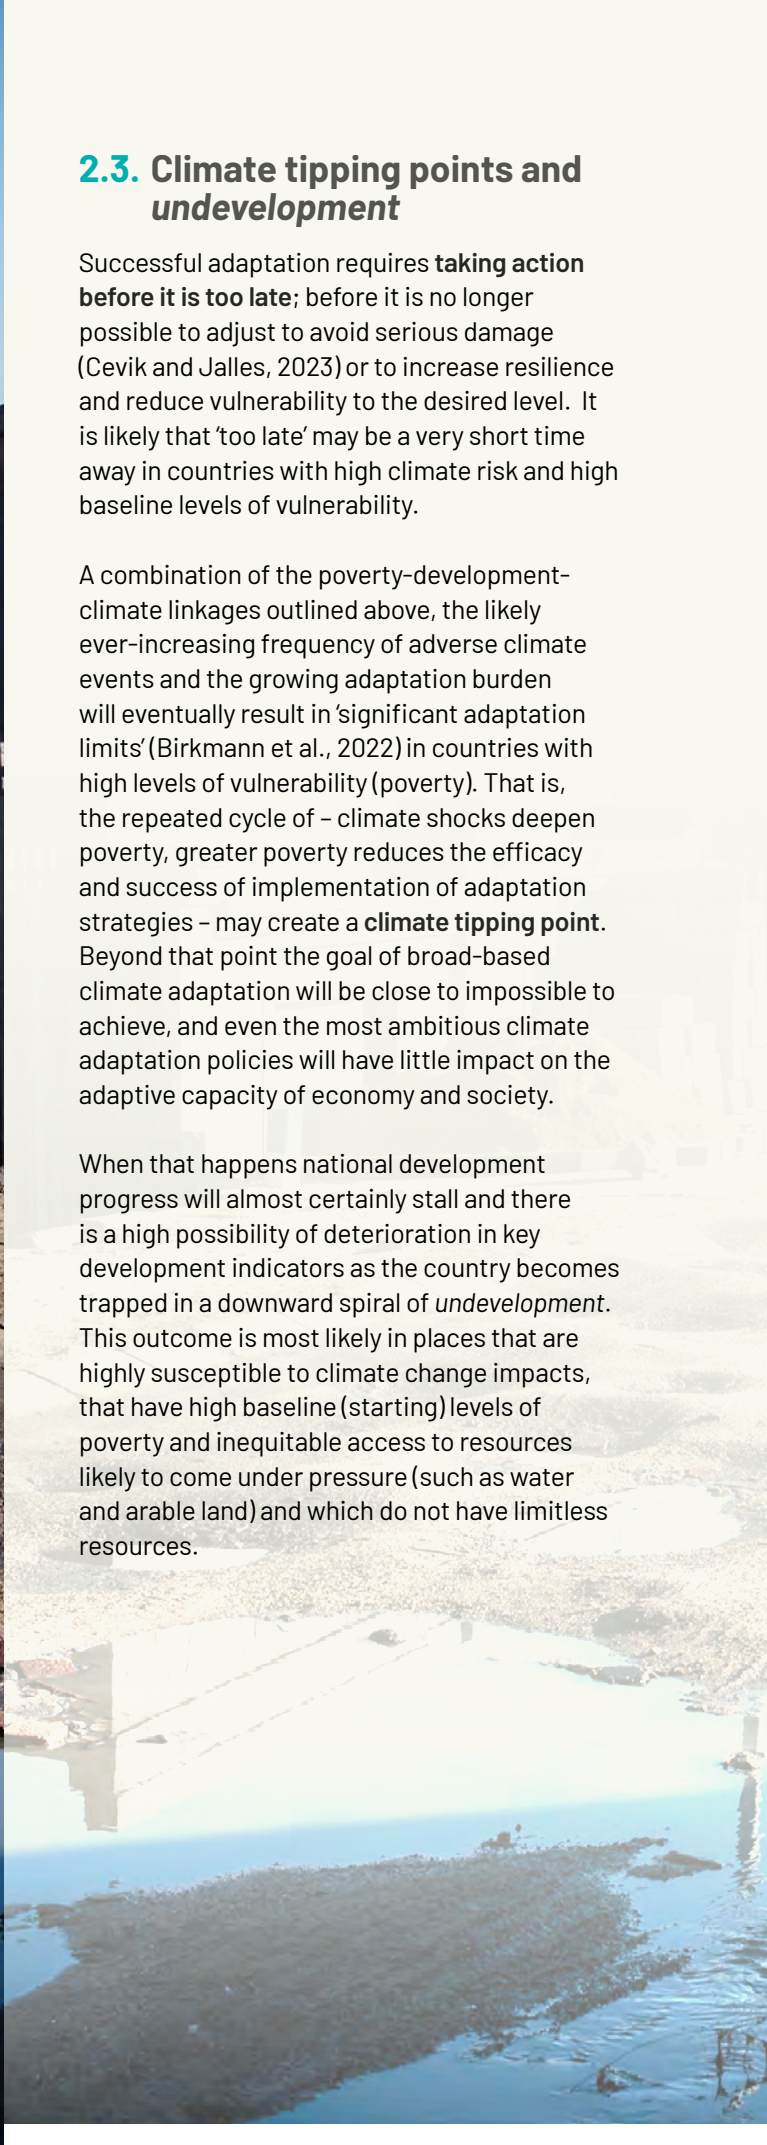 2.3. Climate tipping points and
undevelopment
Successful adaptation requires taking action
before it is too late; before it is no longer
possible to adjust to avoid serious damage
(Cevik and Jalles, 2023) or to increase resilience
and reduce vulnerability to the desired level.  It
is likely that ‘too late’ may be a very short time
away in countries with high climate risk and high
baseline levels of vulnerability.
A combination of the poverty-development-
climate linkages outlined above, the likely
ever-increasing frequency of adverse climate
events and the growing adaptation burden
will eventually result in ‘significant adaptation
limits’ (Birkmann et al., 2022) in countries with
high levels of vulnerability (poverty). That is,
the repeated cycle of – climate shocks deepen
poverty, greater poverty reduces the efficacy
and success of implementation of adaptation
strategies – may create a climate tipping point.
Beyond that point the goal of broad-based
climate adaptation will be close to impossible to
achieve, and even the most ambitious climate
adaptation policies will have little impact on the
adaptive capacity of economy and society.
When that happens national development
progress will almost certainly stall and there
is a high possibility of deterioration in key
development indicators as the country becomes
trapped in a downward spiral of undevelopment.
This outcome is most likely in places that are
highly susceptible to climate change impacts,
that have high baseline (starting) levels of
poverty and inequitable access to resources
likely to come under pressure (such as water
and arable land) and which do not have limitless
resources.